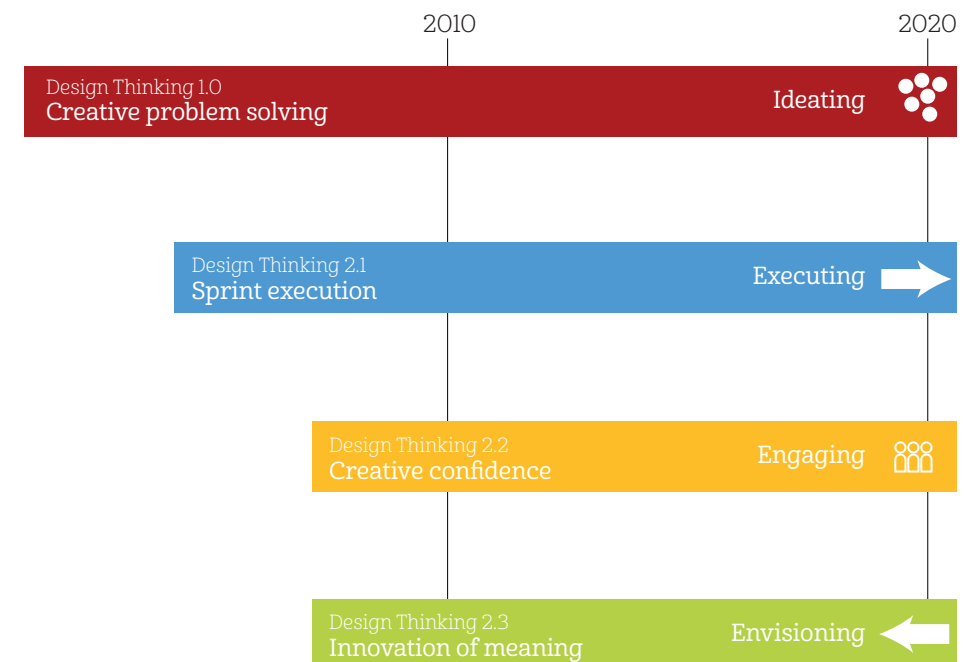 2010
2020
Design Thinking 1.0
Creative problem solving
Ideating
Design Thinking 2.1
Sprint execution
Executing
Design Thinking 2.2
Creative confidence
Engaging
Design Thinking 2.3
Innovation of meaning
Envisioning